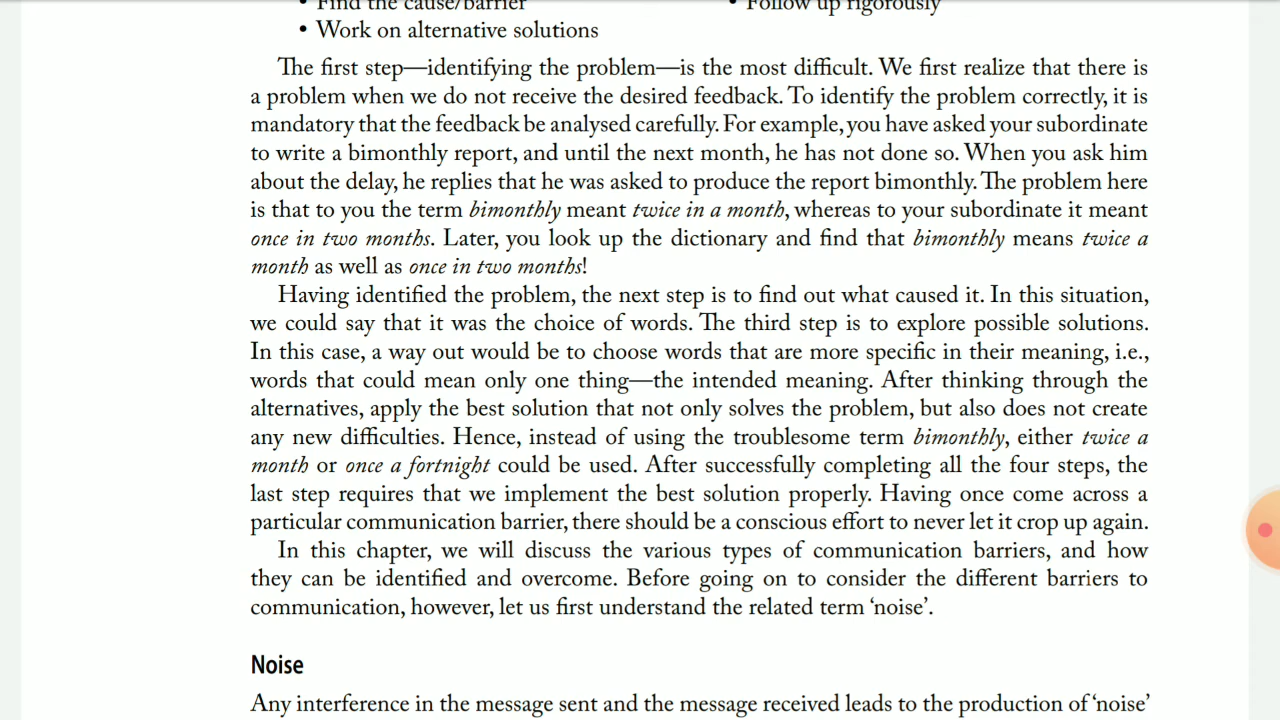 • Find the cause/barrier • Follow up rigorously
• Work on alternative solutions
The first step—identifying the problem—is the most difficult. We first realize that there is
a problem when we do not receive the desired feedback. To identify the problem correctly, it is
mandatory that the feedback be analysed carefully. For example, you have asked your subordinate
to write a bimonthly report, and until the next month, he has not done so. When you ask him
about the delay, he replies that he was asked to produce the report bimonthly. The problem here
is that to you the term bimonthly meant twice in a month, whereas to your subordinate it meant
once in two months. Later, you look up the dictionary and find that bimonthly means twice a
month as well as once in two months!
Having identified the problem, the next step is to find out what caused it. In this situation,
we could say that it was the choice of words. The third step is to explore possible solutions.
In this case, a way out would be to choose words that are more specific in their meaning, i.e.,
words that could mean only one thing—the intended meaning. After thinking through the
alternatives, apply the best solution that not only solves the problem, but also does not create
any new difficulties. Hence, instead of using the troublesome term bimonthly, either twice a
month or once a fortnight could be used. After successfully completing all the four steps, the
last step requires that we implement the best solution properly. Having once come across a
particular communication barrier, there should be a conscious effort to never let it crop up again.
In this chapter, we will discuss the various types of communication barriers, and how
they can be identified and overcome. Before going on to consider the different barriers to
communication, however, let us first understand the related term ‘noise’.
Noise
Any interference in the message sent and the message received leads to the production of ‘noise’